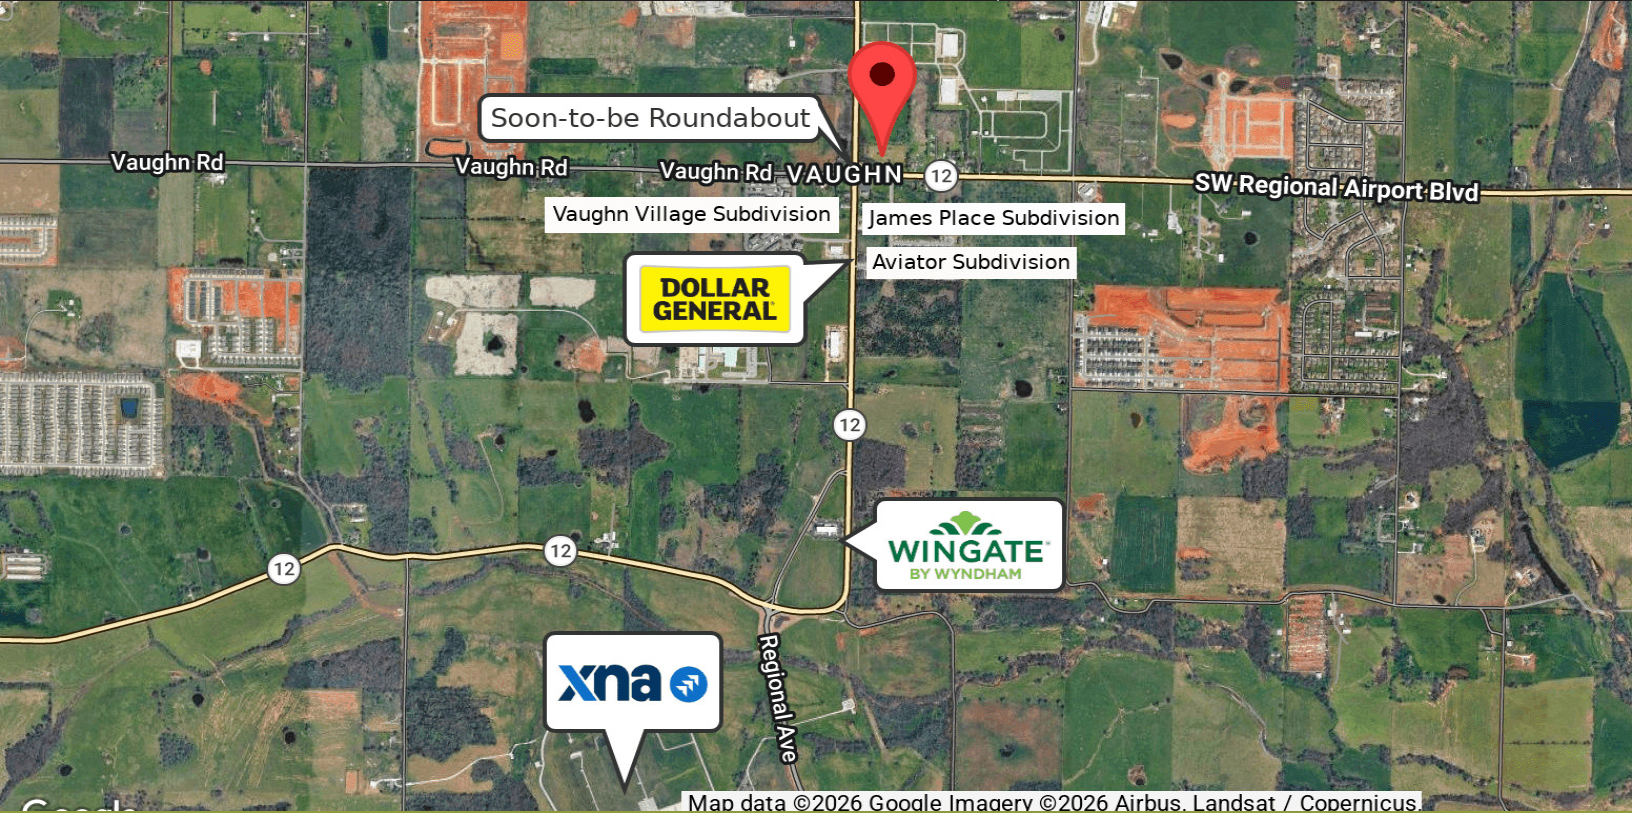 Soon-to-be Roundabout
Vaughn Rd
Vaughn Rd
Vaughn Rd
VAUGHN
12
SW Regional Airport Blvd
Vaughn Village Subdivision
James Place Subdivision
Aviator Subdivision
DOLLAR
GENERAL
12
WINGATE
BY WYNDHAM
12
12
xna
Regional Ave
Google
Map data ©2026 Google Imagery ©2026 Airbus, Landsat / Copernicus,